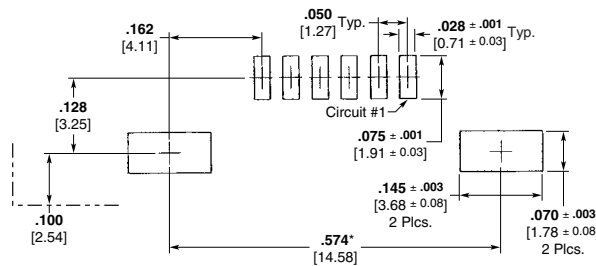 .162
[4.11]
.050
[1.27]
Typ.
.028 ± .001
[0.71 ± 0.03]
Typ.
.128
[3.25]
Circuit #1
.075 ± .001
[1.91 ± 0.03]
.100
[2.54]
.145 ± .003
[3.68 ± 0.08]
2 Plcs.
.070 ± .003
[1.78 ± 0.08
2 Plcs.
.574*
[14.58]